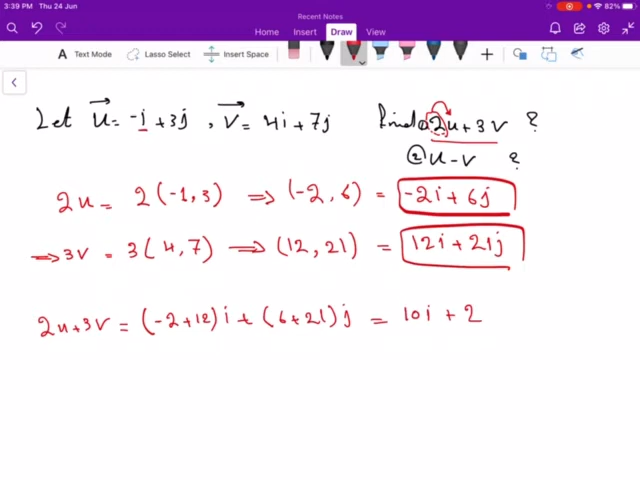 3:39 PM Thu 24 Jun
82%
Recent Notes
Home Insert Draw View
A Text Mode Lasso Select Insert Space
Let u = -i + 3j , v = 4i + 7j Find ① 2u + 3v ?
② u - v ?
2u = 2(-1, 3) ⟹ (-2, 6) = -2i + 6j
⟹ 3v = 3(4, 7) ⟹ (12, 21) = 12i + 21j
2u+3v = (-2+12)i + (6+21)j = 10i + 2